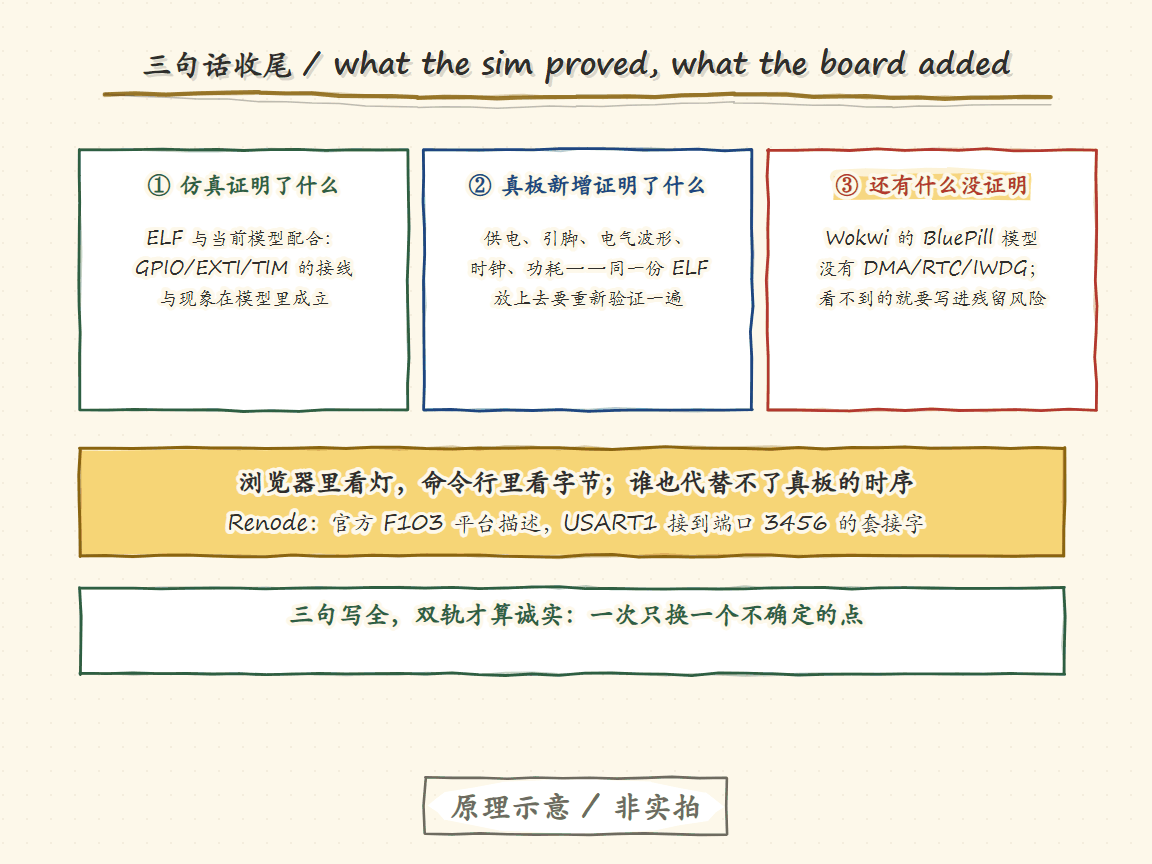 三句话收尾 / what the sim proved, what the board added
① 仿真证明了什么
ELF 与当前模型配合：
GPIO/EXTI/TIM 的接线
与现象在模型里成立
② 真板新增证明了什么
供电、引脚、电气波形、
时钟、功耗——同一份 ELF
放上去要重新验证一遍
③ 还有什么没证明
Wokwi 的 BluePill 模型
没有 DMA/RTC/IWDG；
看不到的就要写进残留风险
浏览器里看灯，命令行里看字节；谁也代替不了真板的时序
Renode：官方 F103 平台描述，USART1 接到端口 3456 的套接字
三句写全，双轨才算诚实：一次只换一个不确定的点
原理示意 / 非实拍